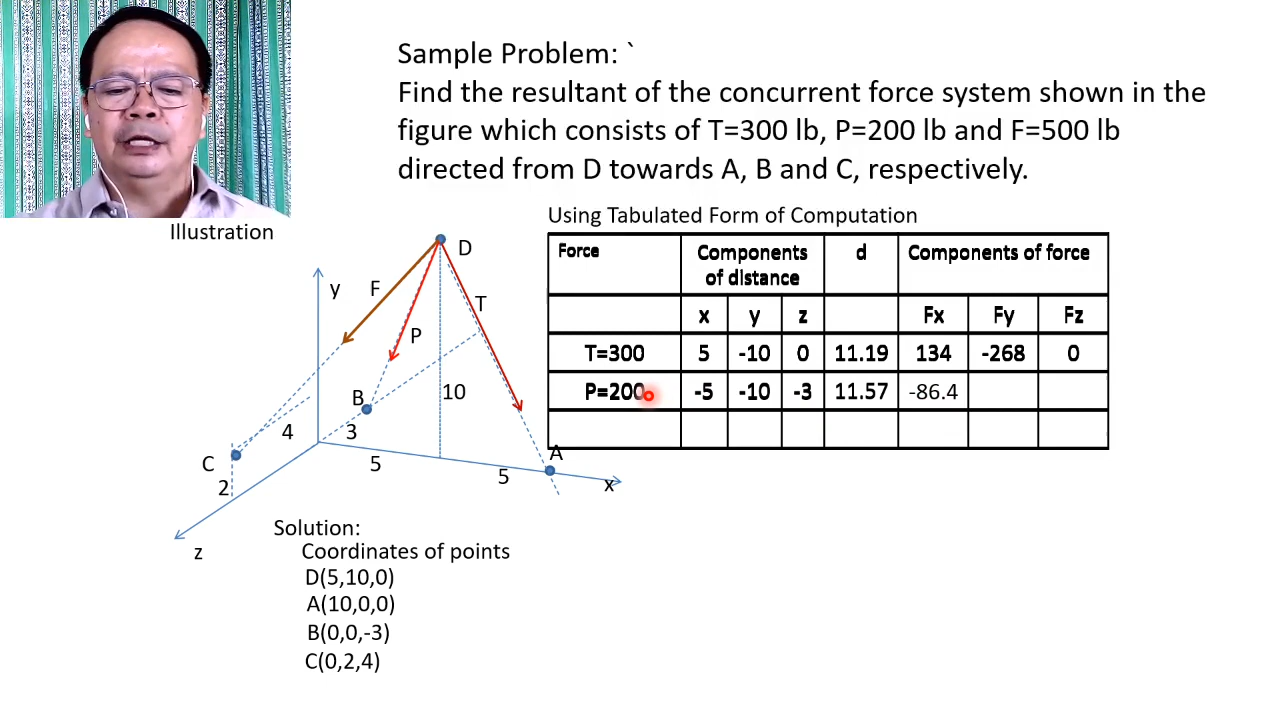 Sample Problem: `
Find the resultant of the concurrent force system shown in the
figure which consists of T=300 lb, P=200 lb and F=500 lb
directed from D towards A, B and C, respectively.
Using Tabulated Form of Computation
Illustration
Force Components of distance d Components of force
x y z Fx Fy Fz
T=300 5 -10 0 11.19 134 -268 0
P=200 -5 -10 -3 11.57 -86.4
D
y F
T
P
B 10
4 3
C 5 A
2 5 x
z
Solution:
Coordinates of points
D(5,10,0)
A(10,0,0)
B(0,0,-3)
C(0,2,4)